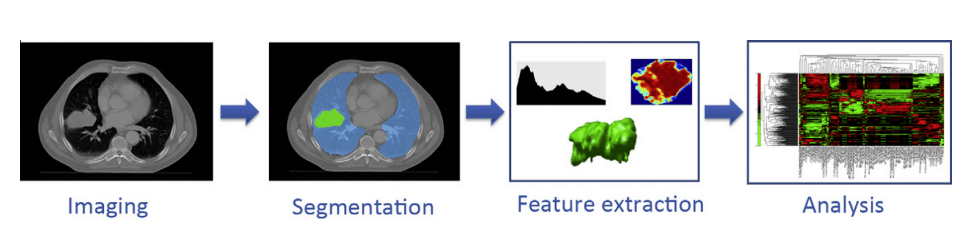 Imaging
Segmentation
Feature extraction
Analysis